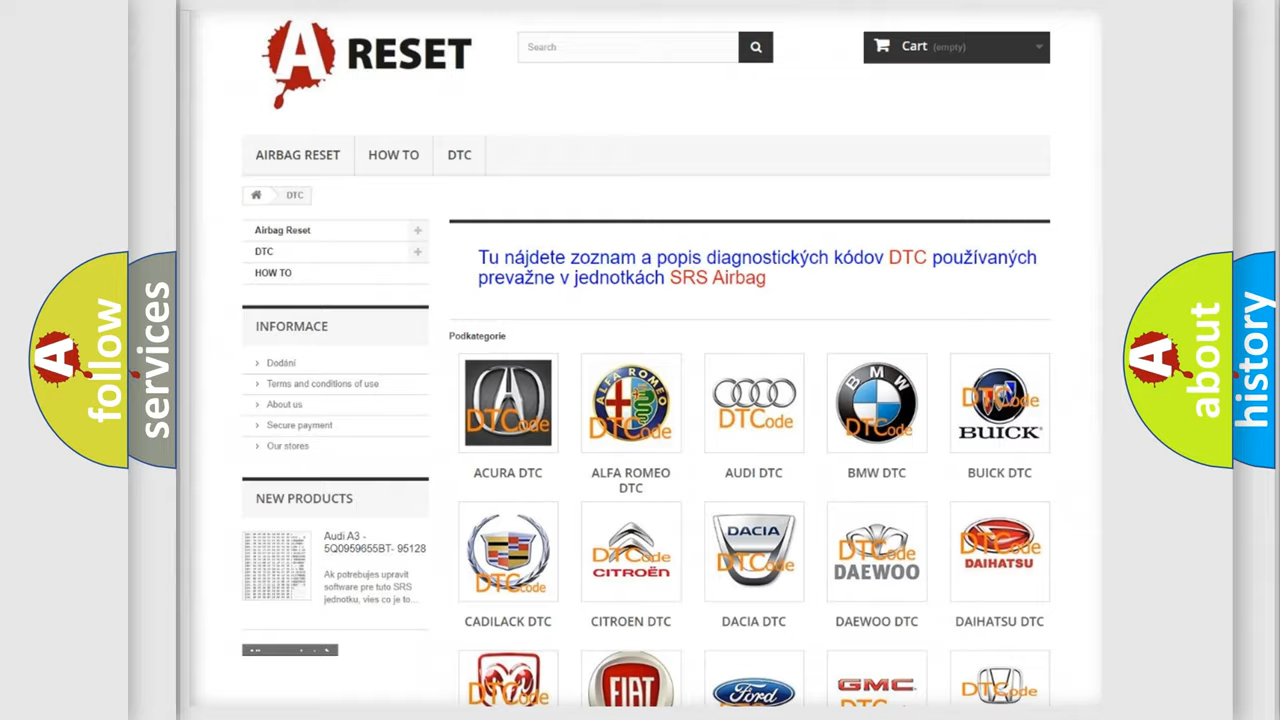 A RESET
Search
Cart (empty)
AIRBAG RESET
HOW TO
DTC
DTC
Airbag Reset
DTC
HOW TO
Tu nájdete zoznam a popis diagnostických kódov DTC používaných
prevažne v jednotkách SRS Airbag
INFORMACE
Dodání
Terms and conditions of use
About us
Secure payment
Our stores
NEW PRODUCTS
Audi A3 -
5Q0959655BT- 95128
Ak potrebujes upraviť
software pre tuto SRS
jednotku, vies co je to...
Podkategorie
DTCode
ALFA ROMEO
DTCode
DTCode
BMW
DTCode
DTCode
BUICK
ACURA DTC
ALFA ROMEO
DTC
AUDI DTC
BMW DTC
BUICK DTC
DTCode
DTCode
CITROËN
DACIA
DTCode
DTCode
DAEWOO
DTCode
DAIHATSU
CADILACK DTC
CITROEN DTC
DACIA DTC
DAEWOO DTC
DAIHATSU DTC
DTCode
FIAT
Ford
GMC
DTCode
A follow
services
A about
history